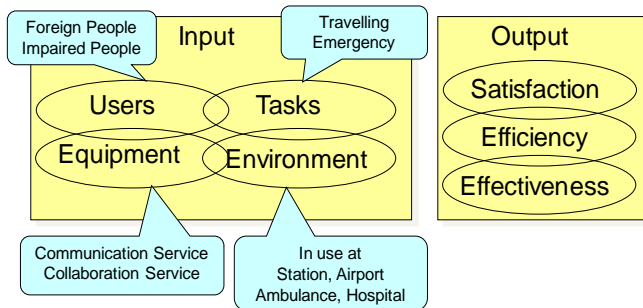 Foreign People
Impaired People
Input
Travelling
Emergency
Users
Tasks
Equipment
Environment
Communication Service
Collaboration Service
In use at
Station, Airport
Ambulance, Hospital
Output
Satisfaction
Efficiency
Effectiveness